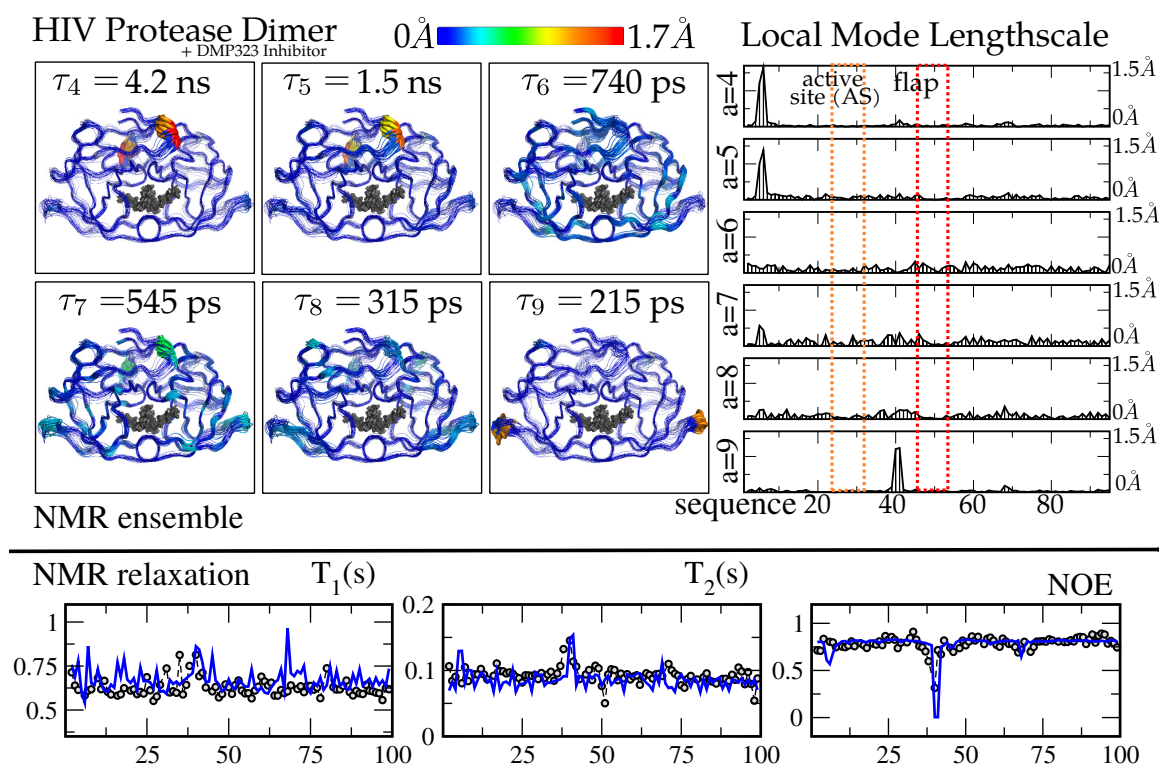 HIV Protease Dimer
+ DMP323 Inhibitor
0Å 1.7Å
Local Mode Lengthscale
τ4 = 4.2 ns
τ5 = 1.5 ns
τ6 = 740 ps
τ7 =545 ps
τ8 = 315 ps
τ9 = 215 ps
NMR ensemble
active
site (AS)
flap
a=4
1.5Å
0Å
a=5
1.5Å
0Å
a=6
1.5Å
0Å
a=7
1.5Å
0Å
a=8
1.5Å
0Å
a=9
1.5Å
0Å
sequence 20 40 60 80
NMR relaxation
T1(s)
1
0.75
0.5
25 50 75 100
T2(s)
0.2
0.1
0
25 50 75 100
NOE
1
0.5
0
25 50 75 100